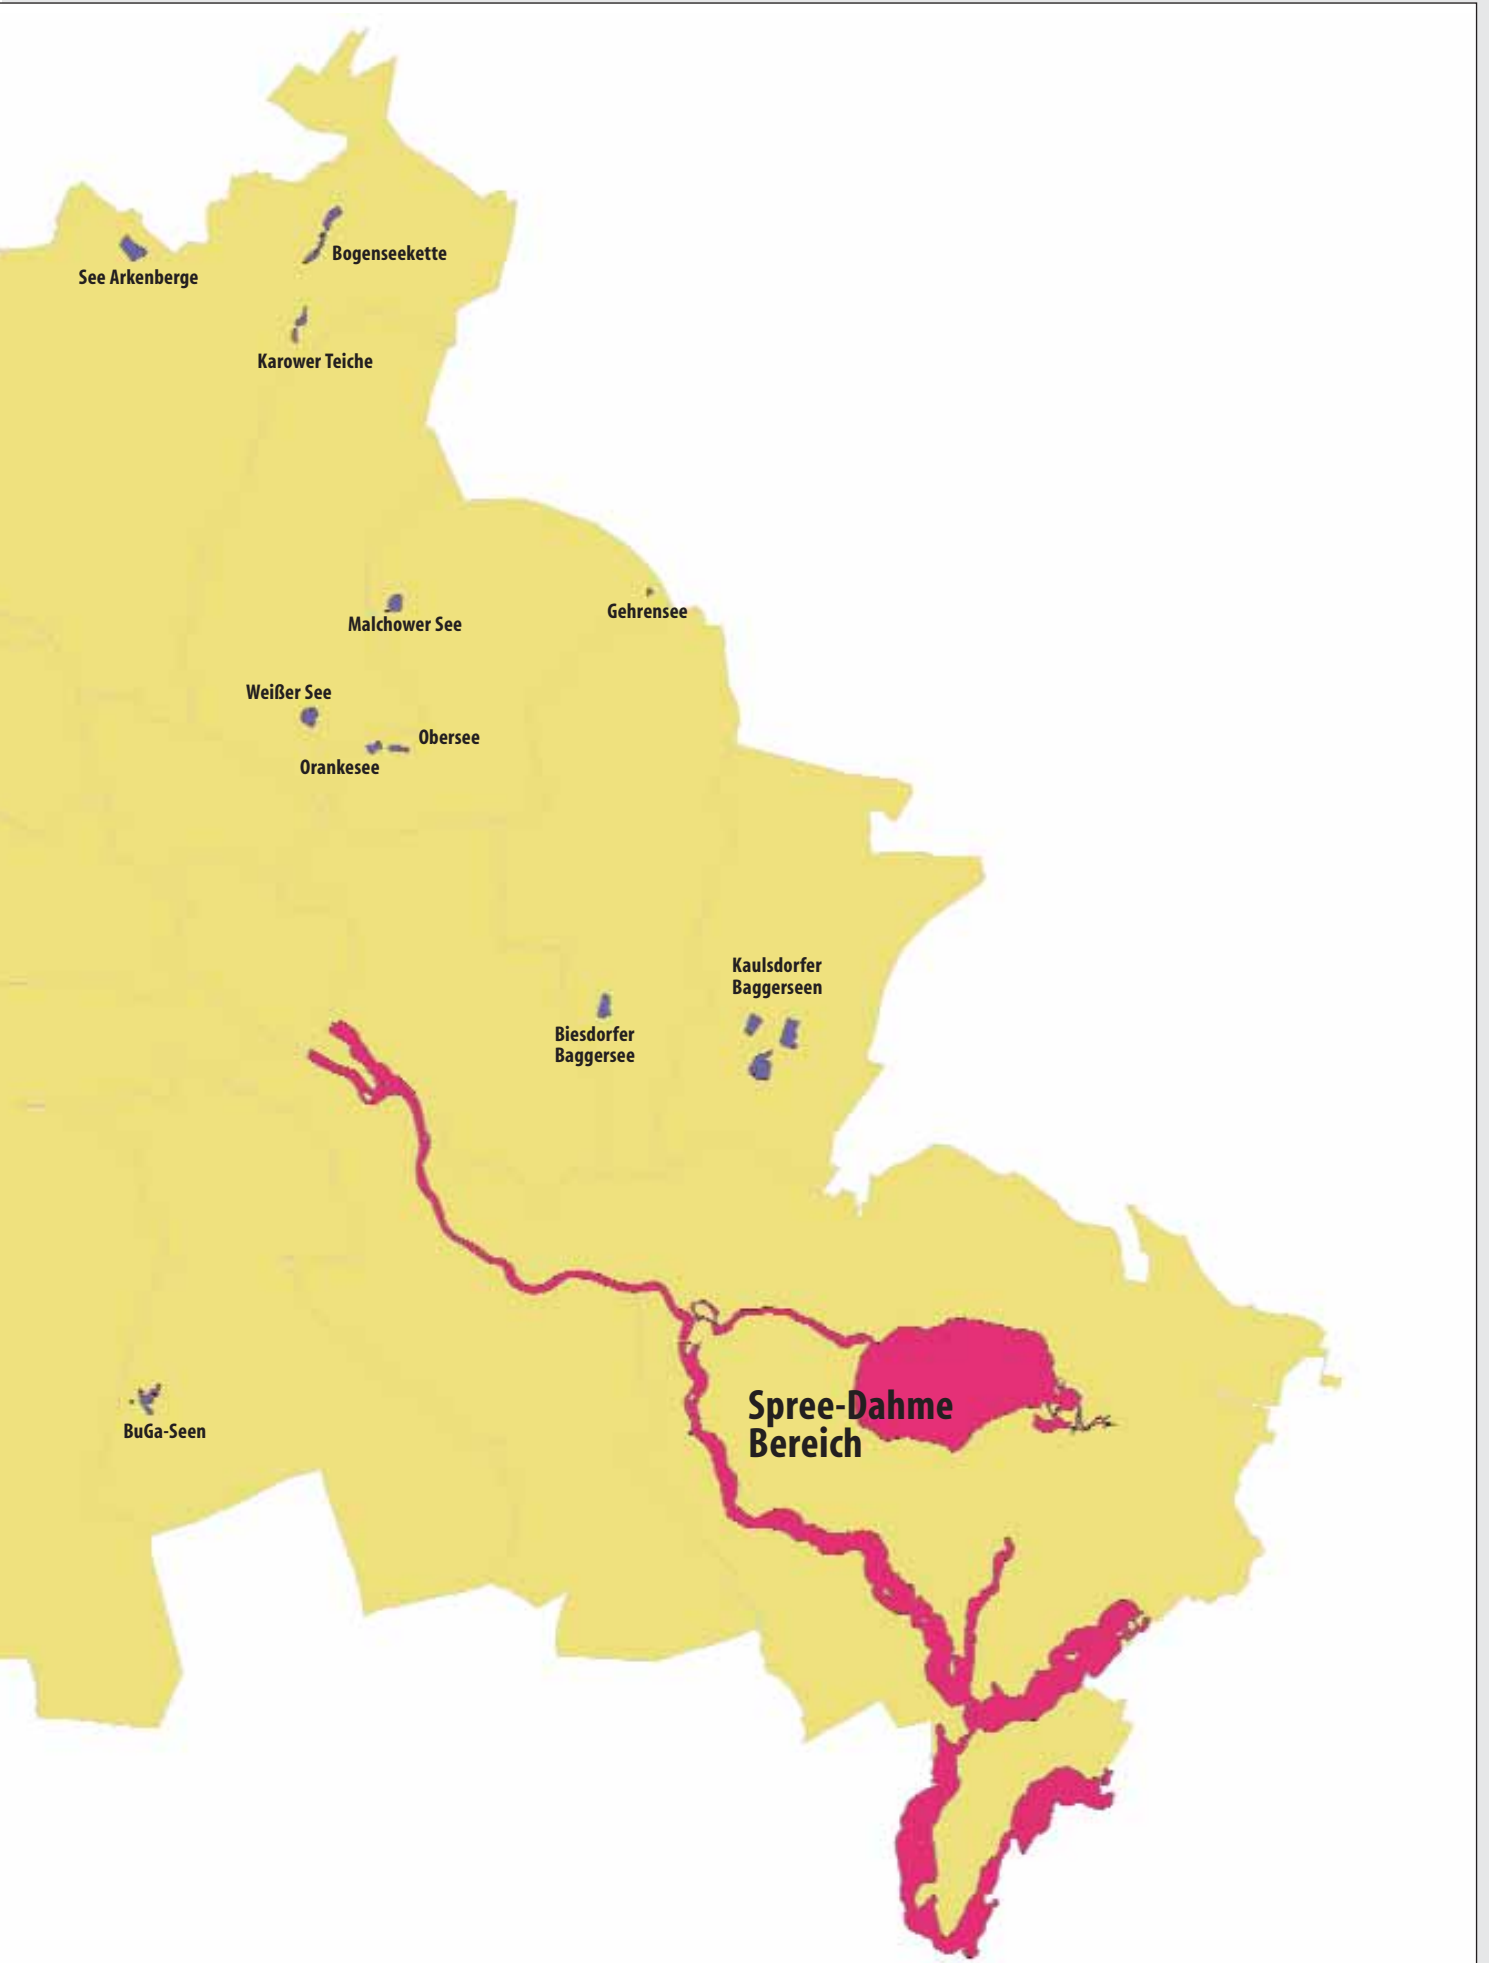 Bogenseekette
See Arkenberge
Karower Teiche
Gehrensee
Malchower See
Weißer See
Obersee
Orankesee
Kaulsdorfer
Baggerseen
Biesdorfer
Baggersee
Spree-Dahme
Bereich
BuGa-Seen